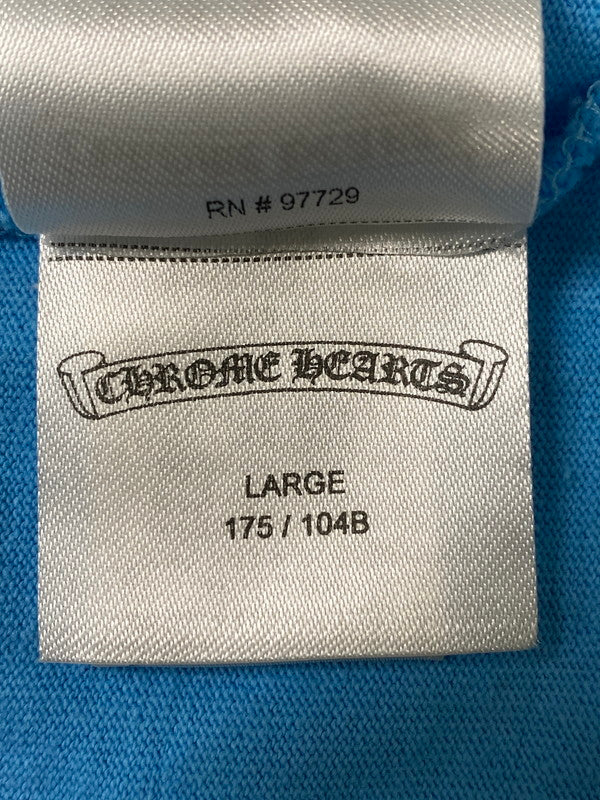 RN # 97729
CHROME HEARTS
LARGE
175 / 104B